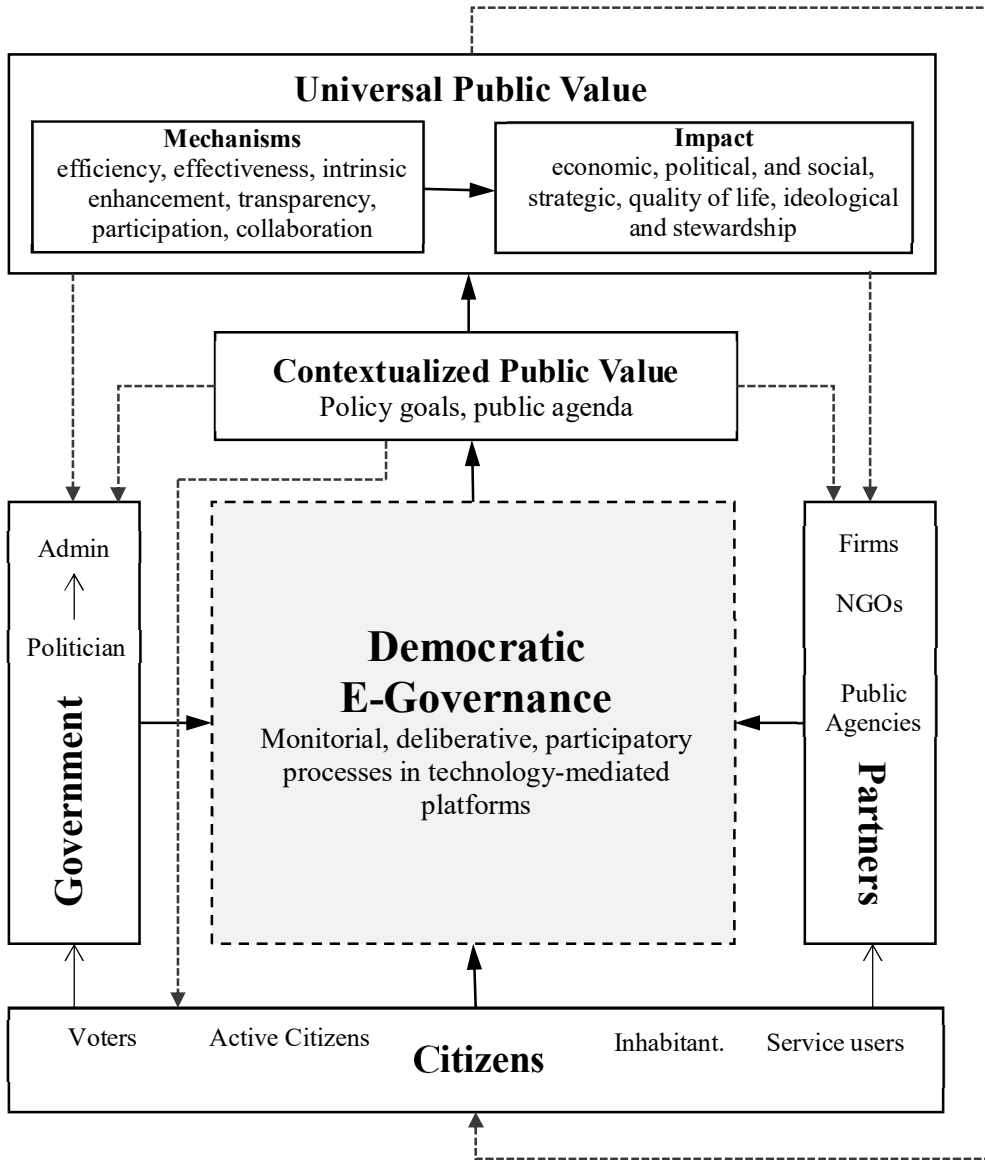 Universal Public Value
Mechanisms
efficiency, effectiveness, intrinsic
enhancement, transparency,
participation, collaboration
Impact
economic, political, and social,
strategic, quality of life, ideological
and stewardship
Contextualized Public Value
Policy goals, public agenda
Admin
Politician
Government
Democratic
E-Governance
Monitorial, deliberative, participatory
processes in technology-mediated
platforms
Firms
NGOs
Public
Agencies
Partners
Voters
Active Citizens
Citizens
Inhabitant.
Service users